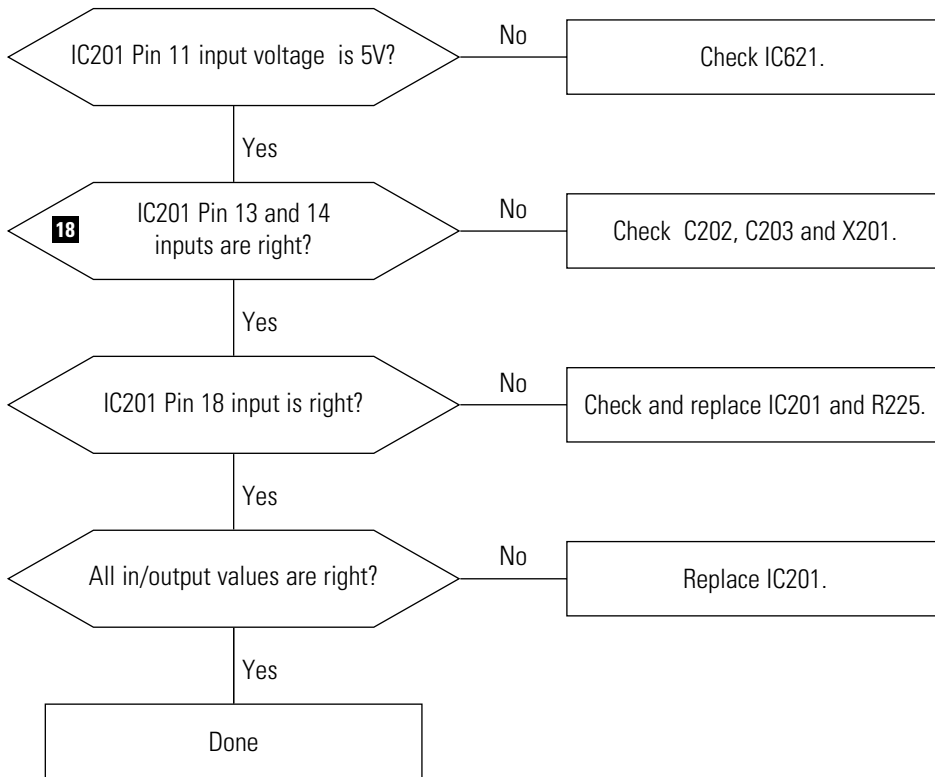 IC201 Pin 11 input voltage  is 5V?
No
Check IC621.
Yes
18
IC201 Pin 13 and 14
inputs are right?
No
Check  C202, C203 and X201.
Yes
IC201 Pin 18 input is right?
No
Check and replace IC201 and R225.
Yes
All in/output values are right?
No
Replace IC201.
Yes
Done